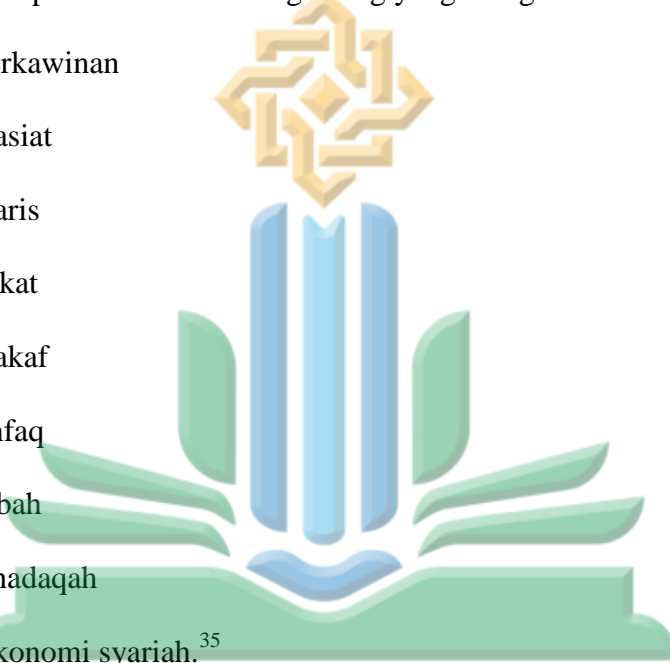 rkawinan
asiat
aris
kat
akaf
nfaq
bah
hadaqah
konomi syariah.35